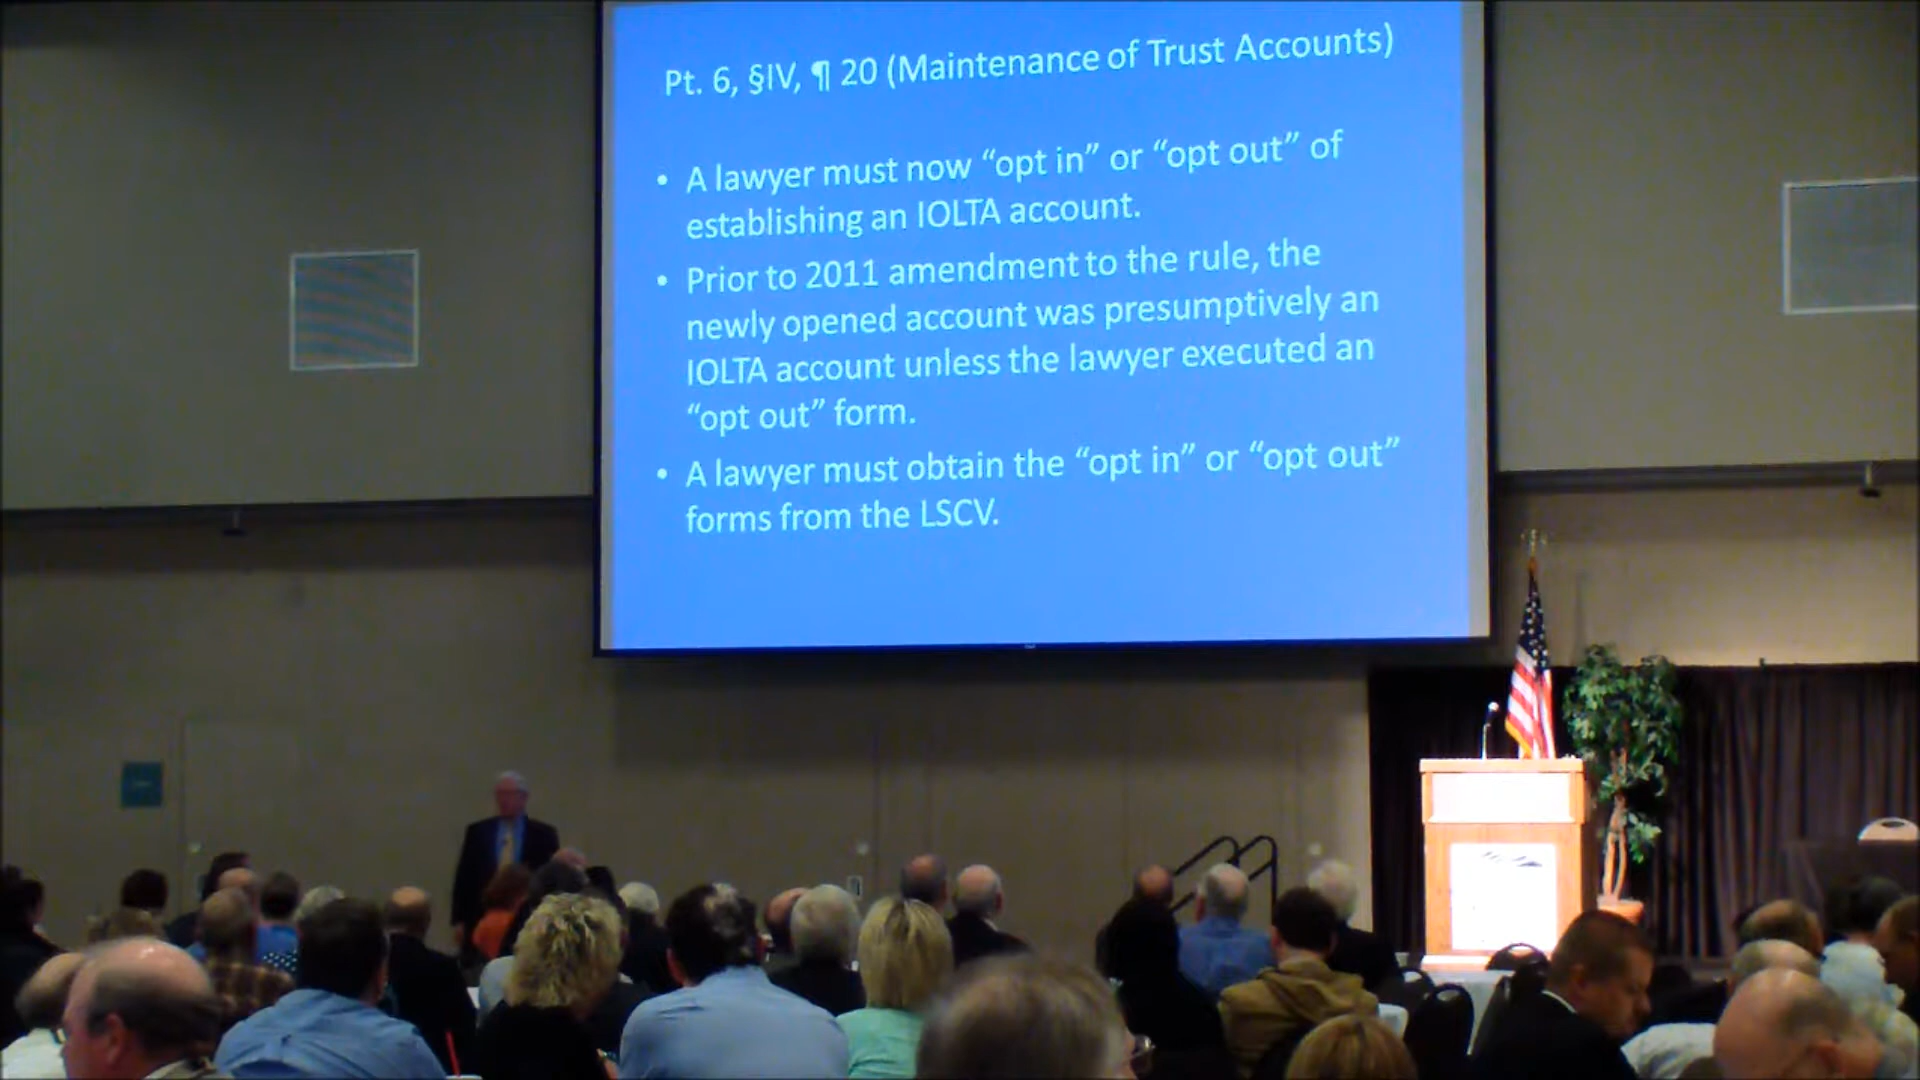 Pt. 6, §IV, ¶ 20 (Maintenance of Trust Accounts)
• A lawyer must now “opt in” or “opt out” of
establishing an IOLTA account.
• Prior to 2011 amendment to the rule, the
newly opened account was presumptively an
IOLTA account unless the lawyer executed an
“opt out” form.
• A lawyer must obtain the “opt in” or “opt out”
forms from the LSCV.